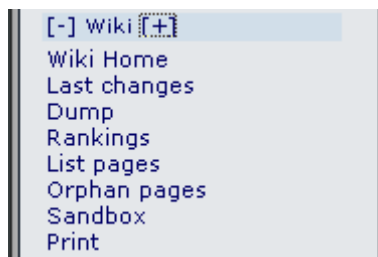 [-] Wiki [+]
Wiki Home
Last changes
Dump
Rankings
List pages
Orphan pages
Sandbox
Print